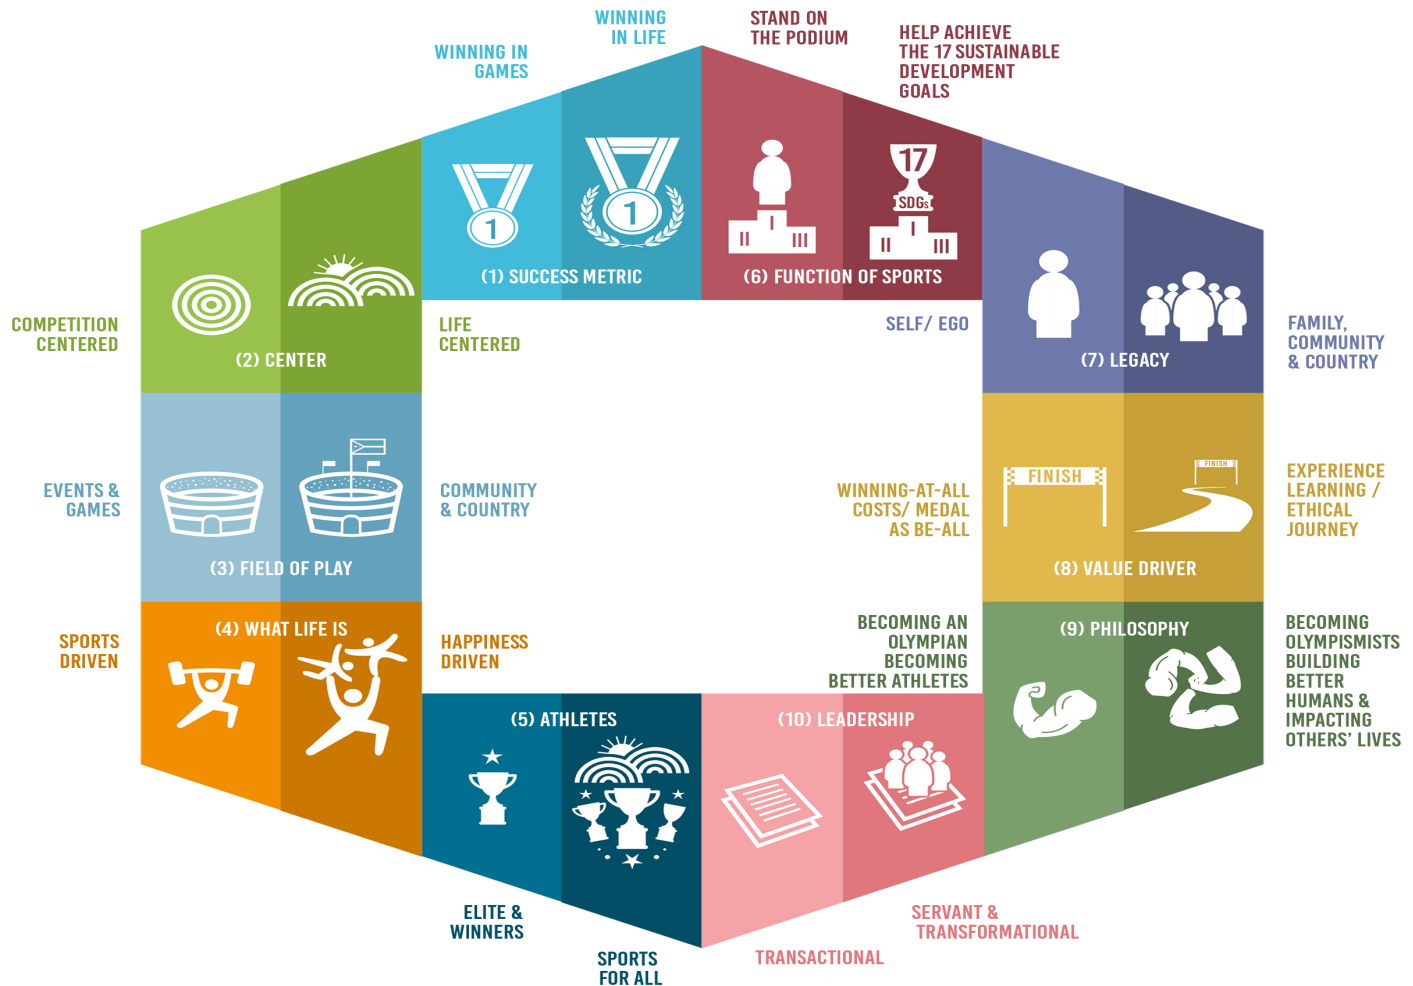 WINNING IN
GAMES
WINNING
IN LIFE
1
1
(1) SUCCESS METRIC
STAND ON
THE PODIUM
HELP ACHIEVE
THE 17 SUSTAINABLE
DEVELOPMENT
GOALS
I
II
III
17
SDGs
I
II
III
(6) FUNCTION OF SPORTS
COMPETITION
CENTERED
(2) CENTER
LIFE
CENTERED
SELF/ EGO
(7) LEGACY
FAMILY,
COMMUNITY
& COUNTRY
EVENTS &
GAMES
(3) FIELD OF PLAY
COMMUNITY
& COUNTRY
WINNING-AT-ALL
COSTS/ MEDAL
AS BE-ALL
FINISH
FINISH
(8) VALUE DRIVER
EXPERIENCE
LEARNING /
ETHICAL
JOURNEY
SPORTS
DRIVEN
(4) WHAT LIFE IS
HAPPINESS
DRIVEN
BECOMING AN
OLYMPIAN
BECOMING
BETTER ATHLETES
(9) PHILOSOPHY
BECOMING
OLYMPISMISTS
BUILDING
BETTER
HUMANS &
IMPACTING
OTHERS' LIVES
(5) ATHLETES
ELITE &
WINNERS
SPORTS
FOR ALL
(10) LEADERSHIP
TRANSACTIONAL
SERVANT &
TRANSFORMATIONAL